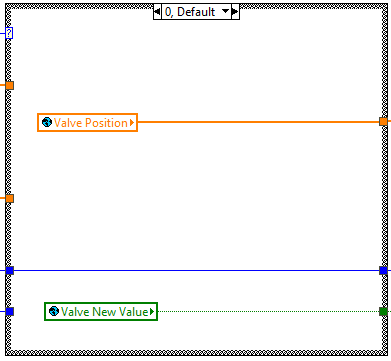 0, Default
?
Valve Position
Valve New Value